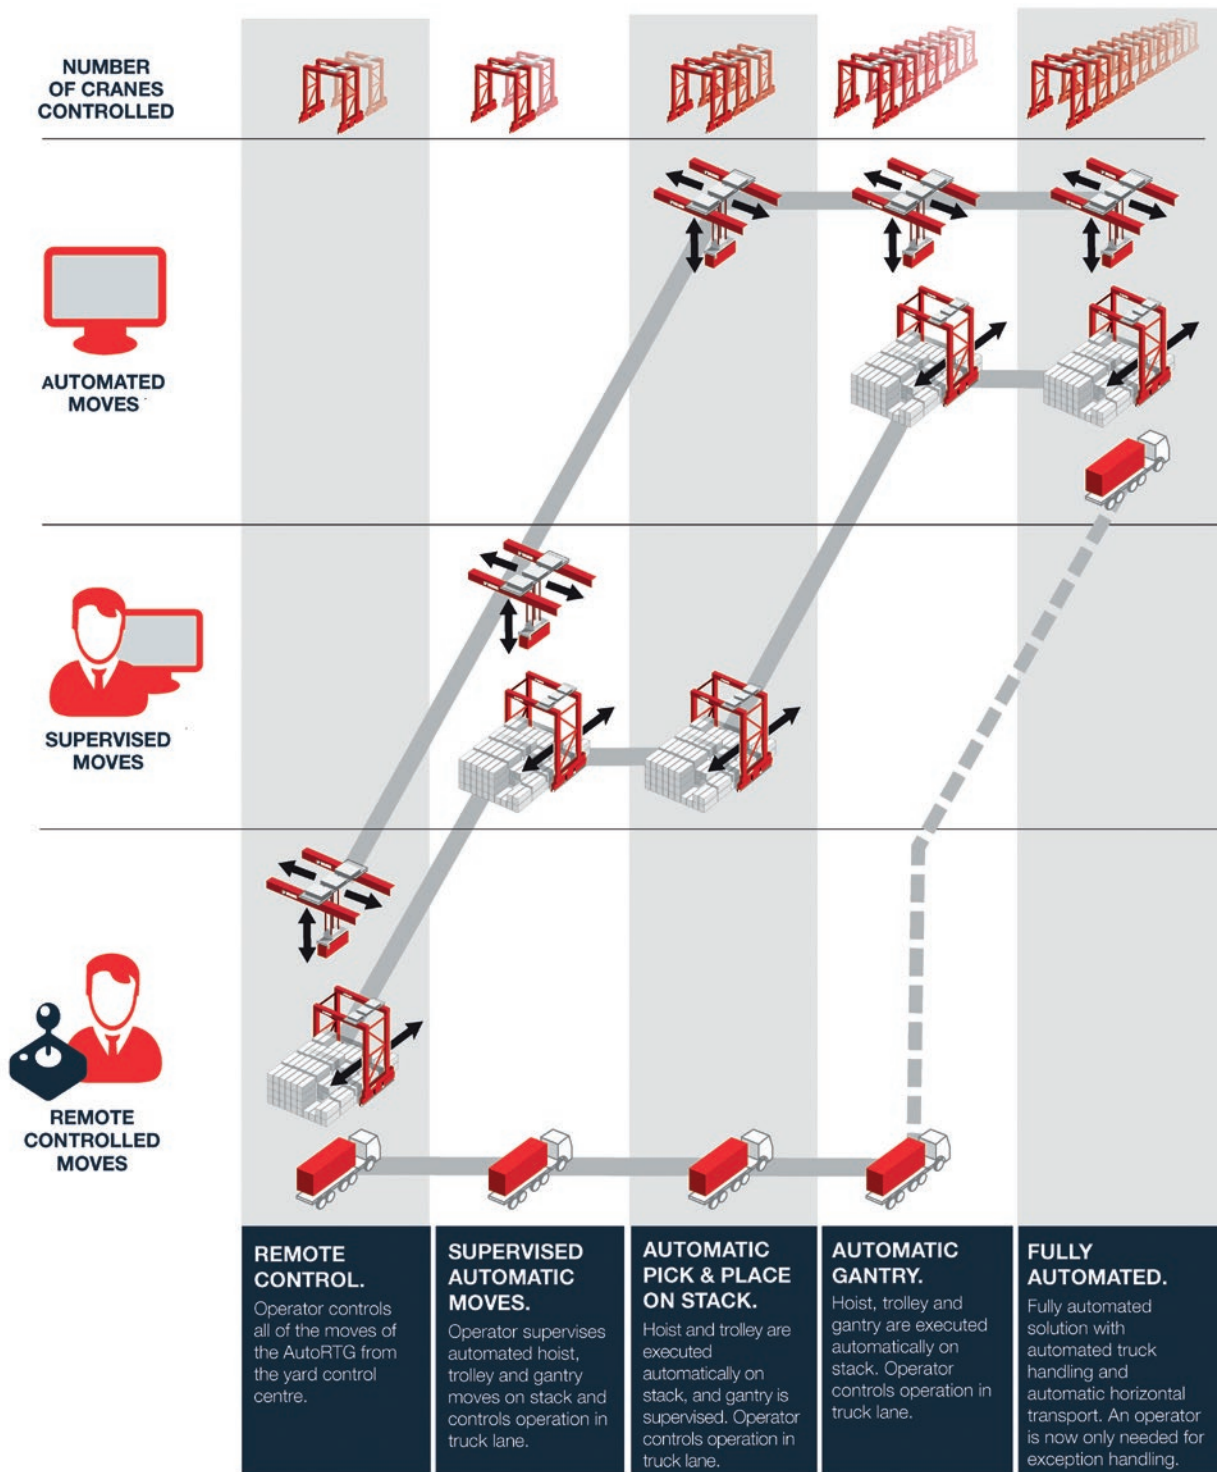 NUMBER
OF CRANES
CONTROLLED
AUTOMATED
MOVES
SUPERVISED
MOVES
REMOTE
CONTROLLED
MOVES
REMOTE
CONTROL.
Operator controls
all of the moves of
the AutoRTG from
the yard control
centre.
SUPERVISED
AUTOMATIC
MOVES.
Operator supervises
automated hoist,
trolley and gantry
moves on stack and
controls operation in
truck lane.
AUTOMATIC
PICK & PLACE
ON STACK.
Hoist and trolley are
executed
automatically on
stack, and gantry is
supervised. Operator
controls operation in
truck lane.
AUTOMATIC
GANTRY.
Hoist, trolley and
gantry are executed
automatically on
stack. Operator
controls operation in
truck lane.
FULLY
AUTOMATED.
Fully automated
solution with
automated truck
handling and
automatic horizontal
transport. An operator
is now only needed for
exception handling.